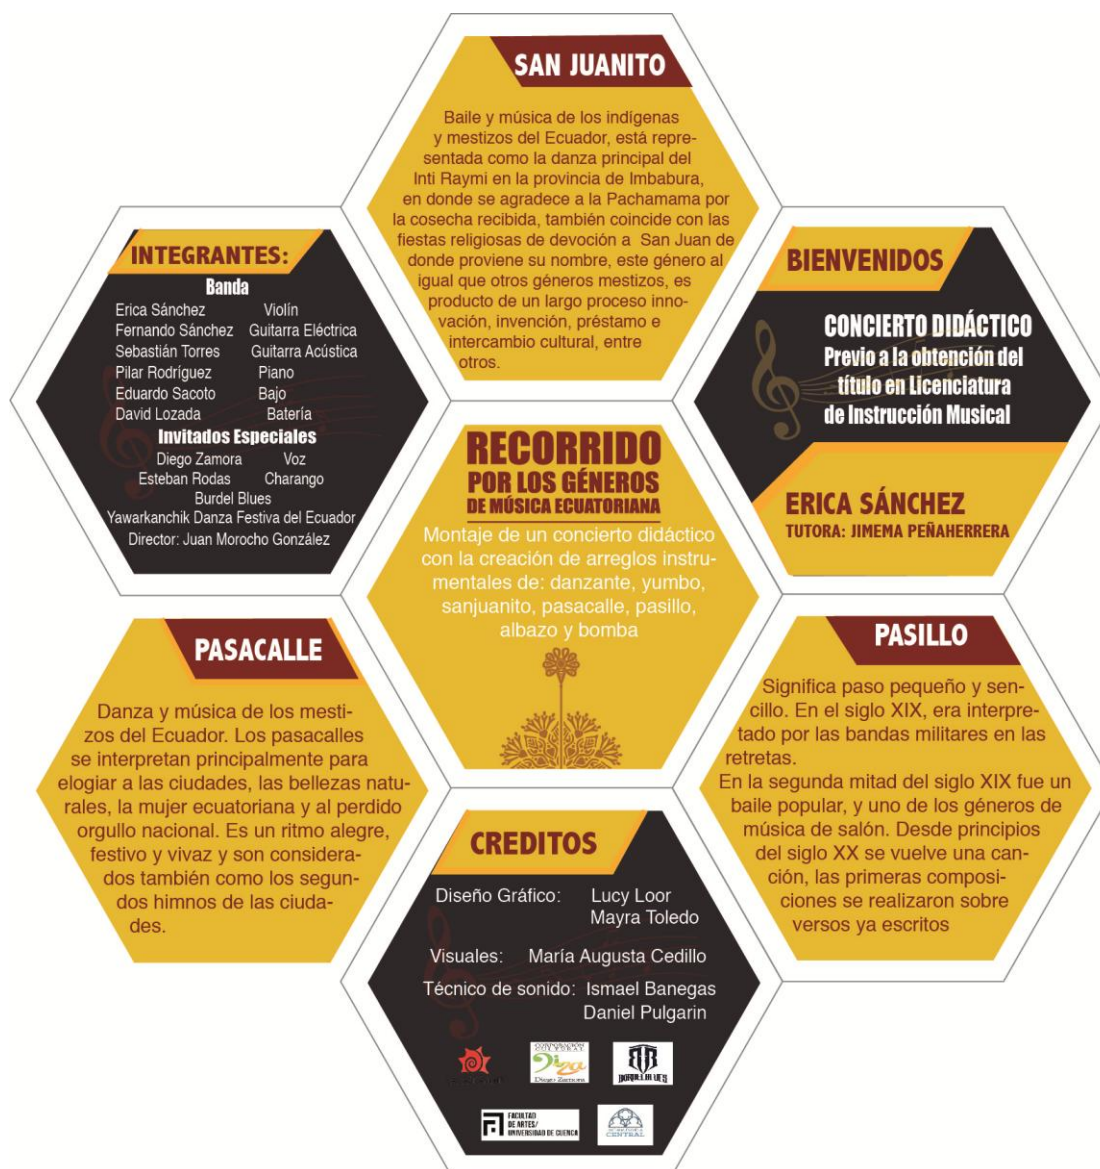 SAN JUANITO
Baile y música de los indígenas
y mestizos del Ecuador, está repre-
sentada como la danza principal del
Inti Raymi en la provincia de Imbabura,
en donde se agradece a la Pachamama por
la cosecha recibida, también coincide con las
fiestas religiosas de devoción a San Juan de
donde proviene su nombre, este género al
igual que otros géneros mestizos, es
producto de un largo proceso inno-
vación, invención, préstamo e
intercambio cultural, entre
otros.
INTEGRANTES:
Banda
Erica Sánchez Violín
Fernando Sánchez Guitarra Eléctrica
Sebastián Torres Guitarra Acústica
Pilar Rodríguez Piano
Eduardo Sacoto Bajo
David Lozada Batería
Invitados Especiales
Diego Zamora Voz
Esteban Rodas Charango
Burdel Blues
Yawarkanchik Danza Festiva del Ecuador
Director: Juan Morocho González
BIENVENIDOS
CONCIERTO DIDÁCTICO
Previo a la obtención del
título en Licenciatura
de Instrucción Musical
ERICA SÁNCHEZ
TUTORA: JIMEMA PEÑAHERRERA
RECORRIDO
POR LOS GÉNEROS
DE MÚSICA ECUATORIANA
Montaje de un concierto didáctico
con la creación de arreglos instru-
mentales de: danzante, yumbo,
sanjuanito, pasacalle, pasillo,
albazo y bomba
PASACALLE
Danza y música de los mesti-
zos del Ecuador. Los pasacalles
se interpretan principalmente para
elogiar a las ciudades, las bellezas natu-
rales, la mujer ecuatoriana y al perdido
orgullo nacional. Es un ritmo alegre,
festivo y vivaz y son considera-
dos también como los segun-
dos himnos de las ciuda-
des.
PASILLO
Significa paso pequeño y sen-
cillo. En el siglo XIX, era interpre-
tado por las bandas militares en las
retretas.
En la segunda mitad del siglo XIX fue un
baile popular, y uno de los géneros de
música de salón. Desde principios
del siglo XX se vuelve una can-
ción, las primeras composi-
ciones se realizaron sobre
versos ya escritos
CREDITOS
Diseño Gráfico: Lucy Loor
Mayra Toledo
Visuales: María Augusta Cedillo
Técnico de sonido: Ismael Banegas
Daniel Pulgarin
CORPORACIÓN
CULTURAL
Diza
Diego Zamora
BURDEL BLUES
FACULTAD
DE ARTES/
UNIVERSIDAD DE CUENCA
CENTRAL